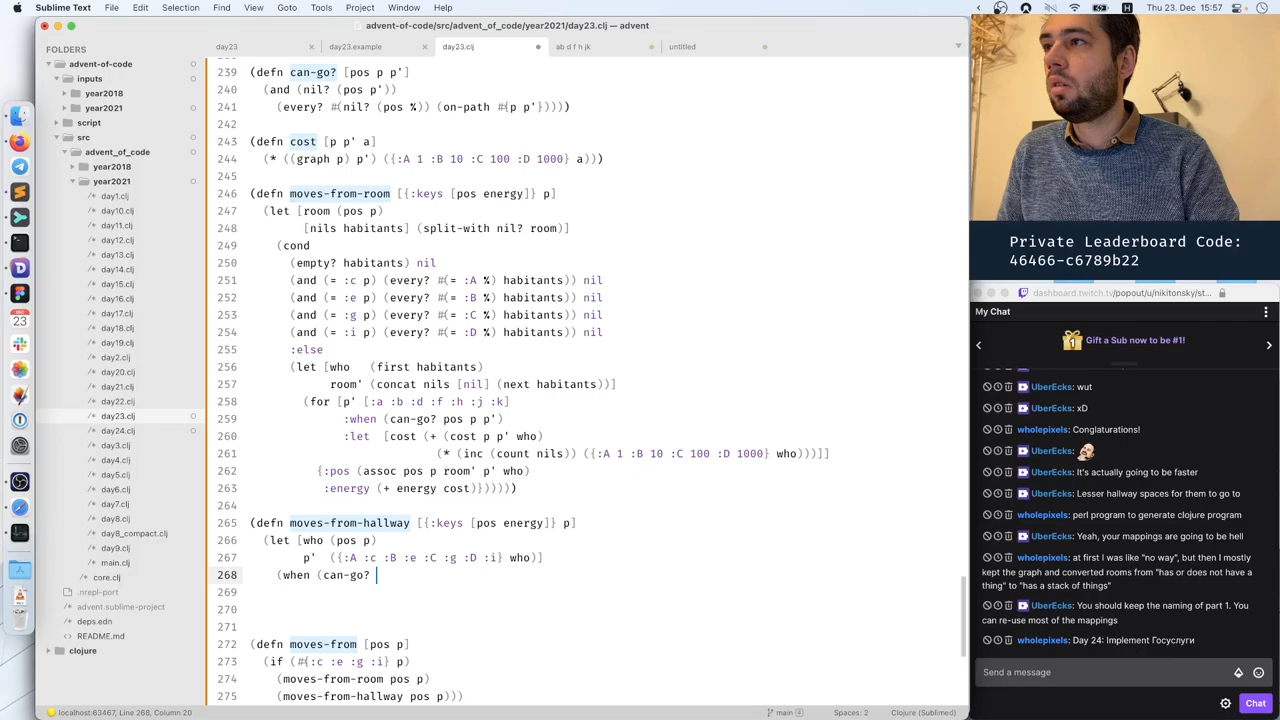 Sublime Text File Edit Selection Find View Goto Tools Project Window Help
Thu 23. Dec 15:57
advent-of-code/src/advent_of_code/year2021/day23.clj — advent
FOLDERS
advent-of-code
inputs
year2018
year2021
script
src
advent_of_code
year2018
year2021
day1.clj
day10.clj
day11.clj
day12.clj
day13.clj
day14.clj
day15.clj
day16.clj
day17.clj
day18.clj
day19.clj
day2.clj
day20.clj
day21.clj
day22.clj
day23.clj
day24.clj
day3.clj
day4.clj
day5.clj
day6.clj
day7.clj
day8.clj
day8_compact.clj
day9.clj
main.clj
core.clj
.nrepl-port
advent.sublime-project
deps.edn
README.md
clojure
day23
day23.example
day23.clj
ab d f h jk
untitled
239 (defn can-go? [pos p p']
240 (and (nil? (pos p'))
241 (every? #(nil? (pos %)) (on-path #{p p'}))))
242
243 (defn cost [p p' a]
244 (* ((graph p) p') ({:A 1 :B 10 :C 100 :D 1000} a)))
245
246 (defn moves-from-room [{:keys [pos energy]} p]
247 (let [room (pos p)
248 [nils habitants] (split-with nil? room)]
249 (cond
250 (empty? habitants) nil
251 (and (= :c p) (every? #(= :A %) habitants)) nil
252 (and (= :e p) (every? #(= :B %) habitants)) nil
253 (and (= :g p) (every? #(= :C %) habitants)) nil
254 (and (= :i p) (every? #(= :D %) habitants)) nil
255 :else
256 (let [who (first habitants)
257 room' (concat nils [nil] (next habitants))]
258 (for [p' [:a :b :d :f :h :j :k]
259 :when (can-go? pos p p')
260 :let [cost (+ (cost p p' who)
261 (* (inc (count nils)) ({:A 1 :B 10 :C 100 :D 1000} who)))]]
262 {:pos (assoc pos p room' p' who)
263 :energy (+ energy cost)})))))
264
265 (defn moves-from-hallway [{:keys [pos energy]} p]
266 (let [who (pos p)
267 p' ({:A :c :B :e :C :g :D :i} who)]
268 (when (can-go?
269
270
271
272 (defn move-from [pos p]
273 (if (#{:c :e :g :i} p)
274 (moves-from-room pos p)
275 (moves-from-hallway pos p)))
localhost:63467, Line 268, Column 20
main 4
Spaces: 2
Clojure (Sublimed)
Private Leaderboard Code:
46466-c6789b22
dashboard.twitch.tv/popout/u/nikitonsky/st...
My Chat
1
Gift a Sub now to be #1!
UberEcks: wut
UberEcks: xD
wholepixels: Conglaturations!
UberEcks:
UberEcks: It's actually going to be faster
UberEcks: Lesser hallway spaces for them to go to
wholepixels: perl program to generate clojure program
UberEcks: Yeah, your mappings are going to be hell
wholepixels: at first I was like "no way", but then I mostly
kept the graph and converted rooms from "has or does not have a
thing" to "has a stack of things"
UberEcks: You should keep the naming of part 1. You
can re-use most of the mappings
wholepixels: Day 24: Implement Госуслуги
Send a message
Chat